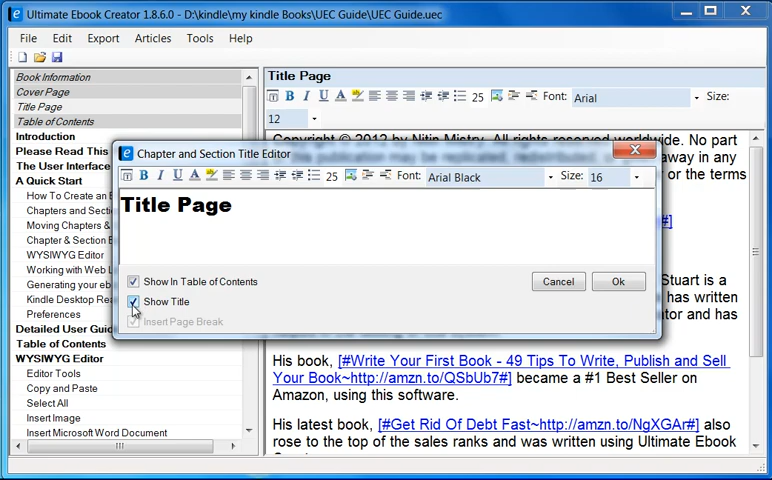 Ultimate Ebook Creator 1.8.6.0 - D:\kindle\my kindle Books\UEC Guide\UEC Guide.uec
File Edit Export Articles Tools Help
Book Information
Cover Page
Title Page
Table of Contents
Introduction
Please Read This
The User Interface
A Quick Start
How To Create an E
Chapters and Secti
Moving Chapters &
Chapter & Section E
WYSIWYG Editor
Working with Web L
Generating your eb
Kindle Desktop Rea
Preferences
Detailed User Guid
Table of Contents
WYSIWYG Editor
Editor Tools
Copy and Paste
Select All
Insert Image
Insert Microsoft Word Document
Title Page
B I U A 25 Font: Arial Size:
12
Copyright © 2012 by Nitin Mistry. All rights reserved worldwide. No part
away in any
or the terms
#]
Stuart is a
has written
tor and has
His book, [#Write Your First Book - 49 Tips To Write, Publish and Sell
Your Book~http://amzn.to/QSbUb7#] became a #1 Best Seller on
Amazon, using this software.
His latest book, [#Get Rid Of Debt Fast~http://amzn.to/NgXGAr#] also
rose to the top of the sales ranks and was written using Ultimate Ebook
Chapter and Section Title Editor
B I U A 25 Font: Arial Black Size: 16
Title Page
Show In Table of Contents
Show Title
Insert Page Break
Cancel Ok